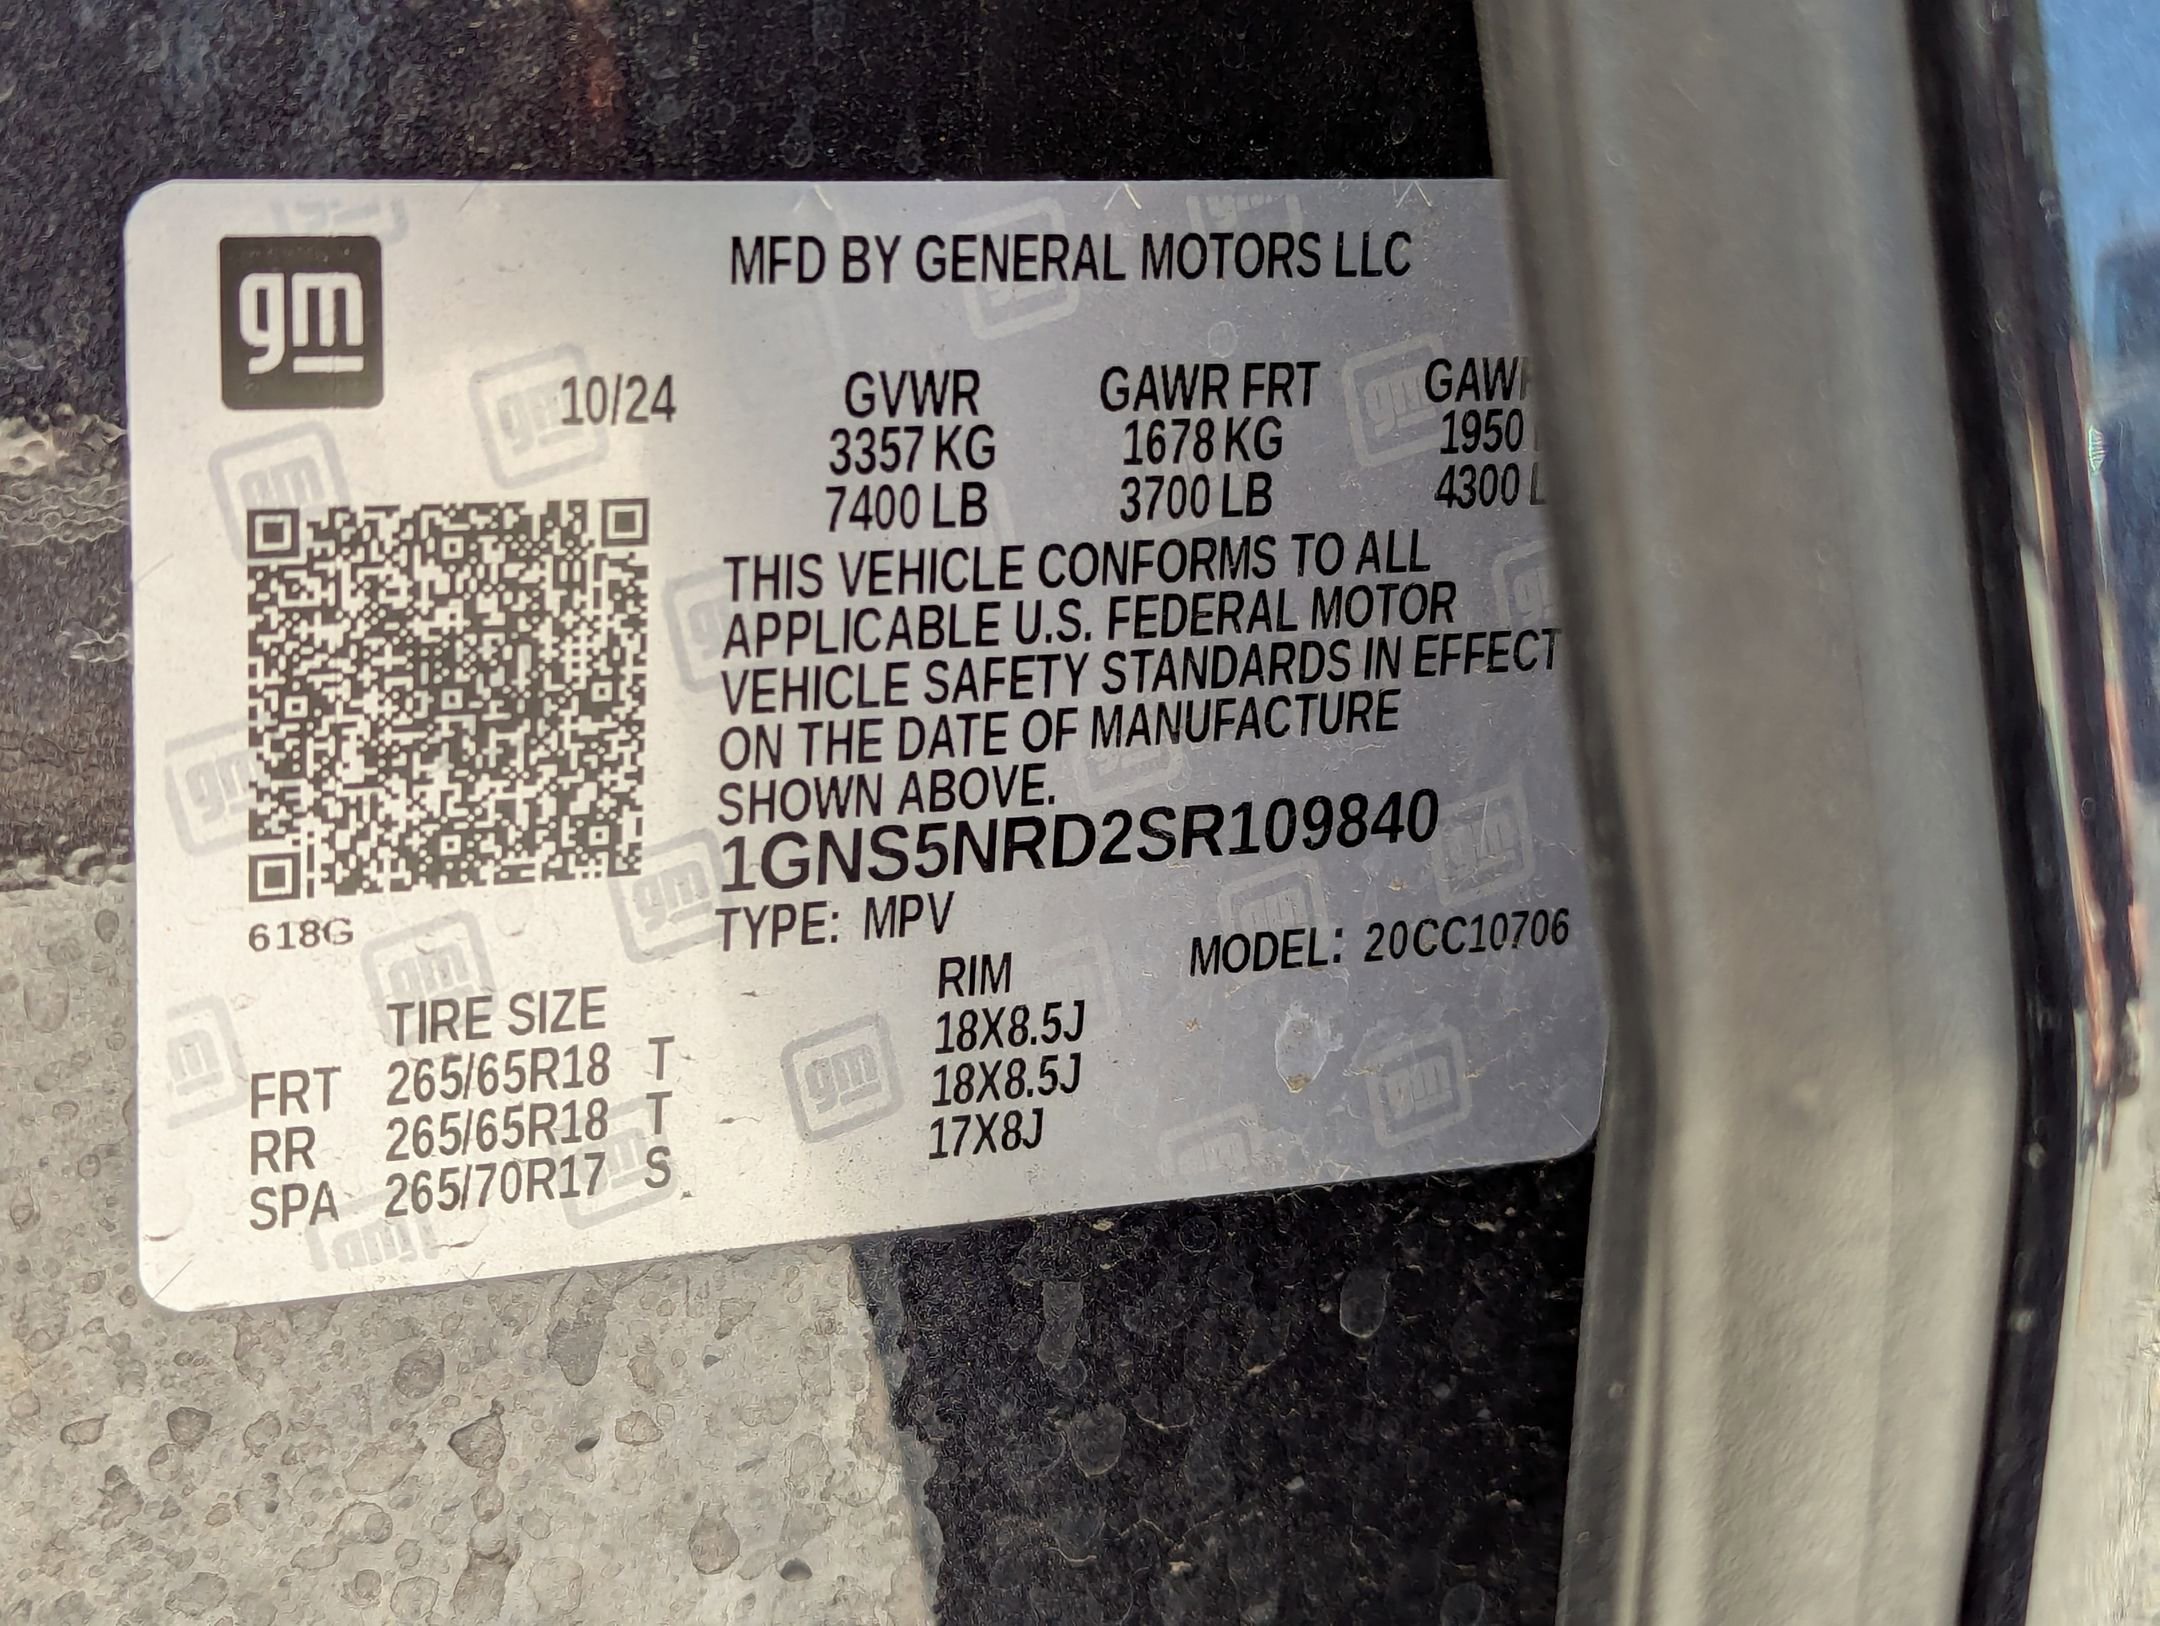 gm
MFD BY GENERAL MOTORS LLC
10/24
GVWR GAWR FRT
3357 KG 1678 KG 1950
7400 LB 3700 LB 4300
THIS VEHICLE CONFORMS TO ALL
APPLICABLE U.S. FEDERAL MOTOR
VEHICLE SAFETY STANDARDS IN EFFECT
ON THE DATE OF MANUFACTURE
SHOWN ABOVE.
1GNS5NRD2SR109840
618G
TYPE: MPV MODEL: 20CC10706
TIRE SIZE RIM
FRT 265/65R18 T 18X8.5J
RR 265/65R18 T 18X8.5J
SPA 265/70R17 S 17X8J